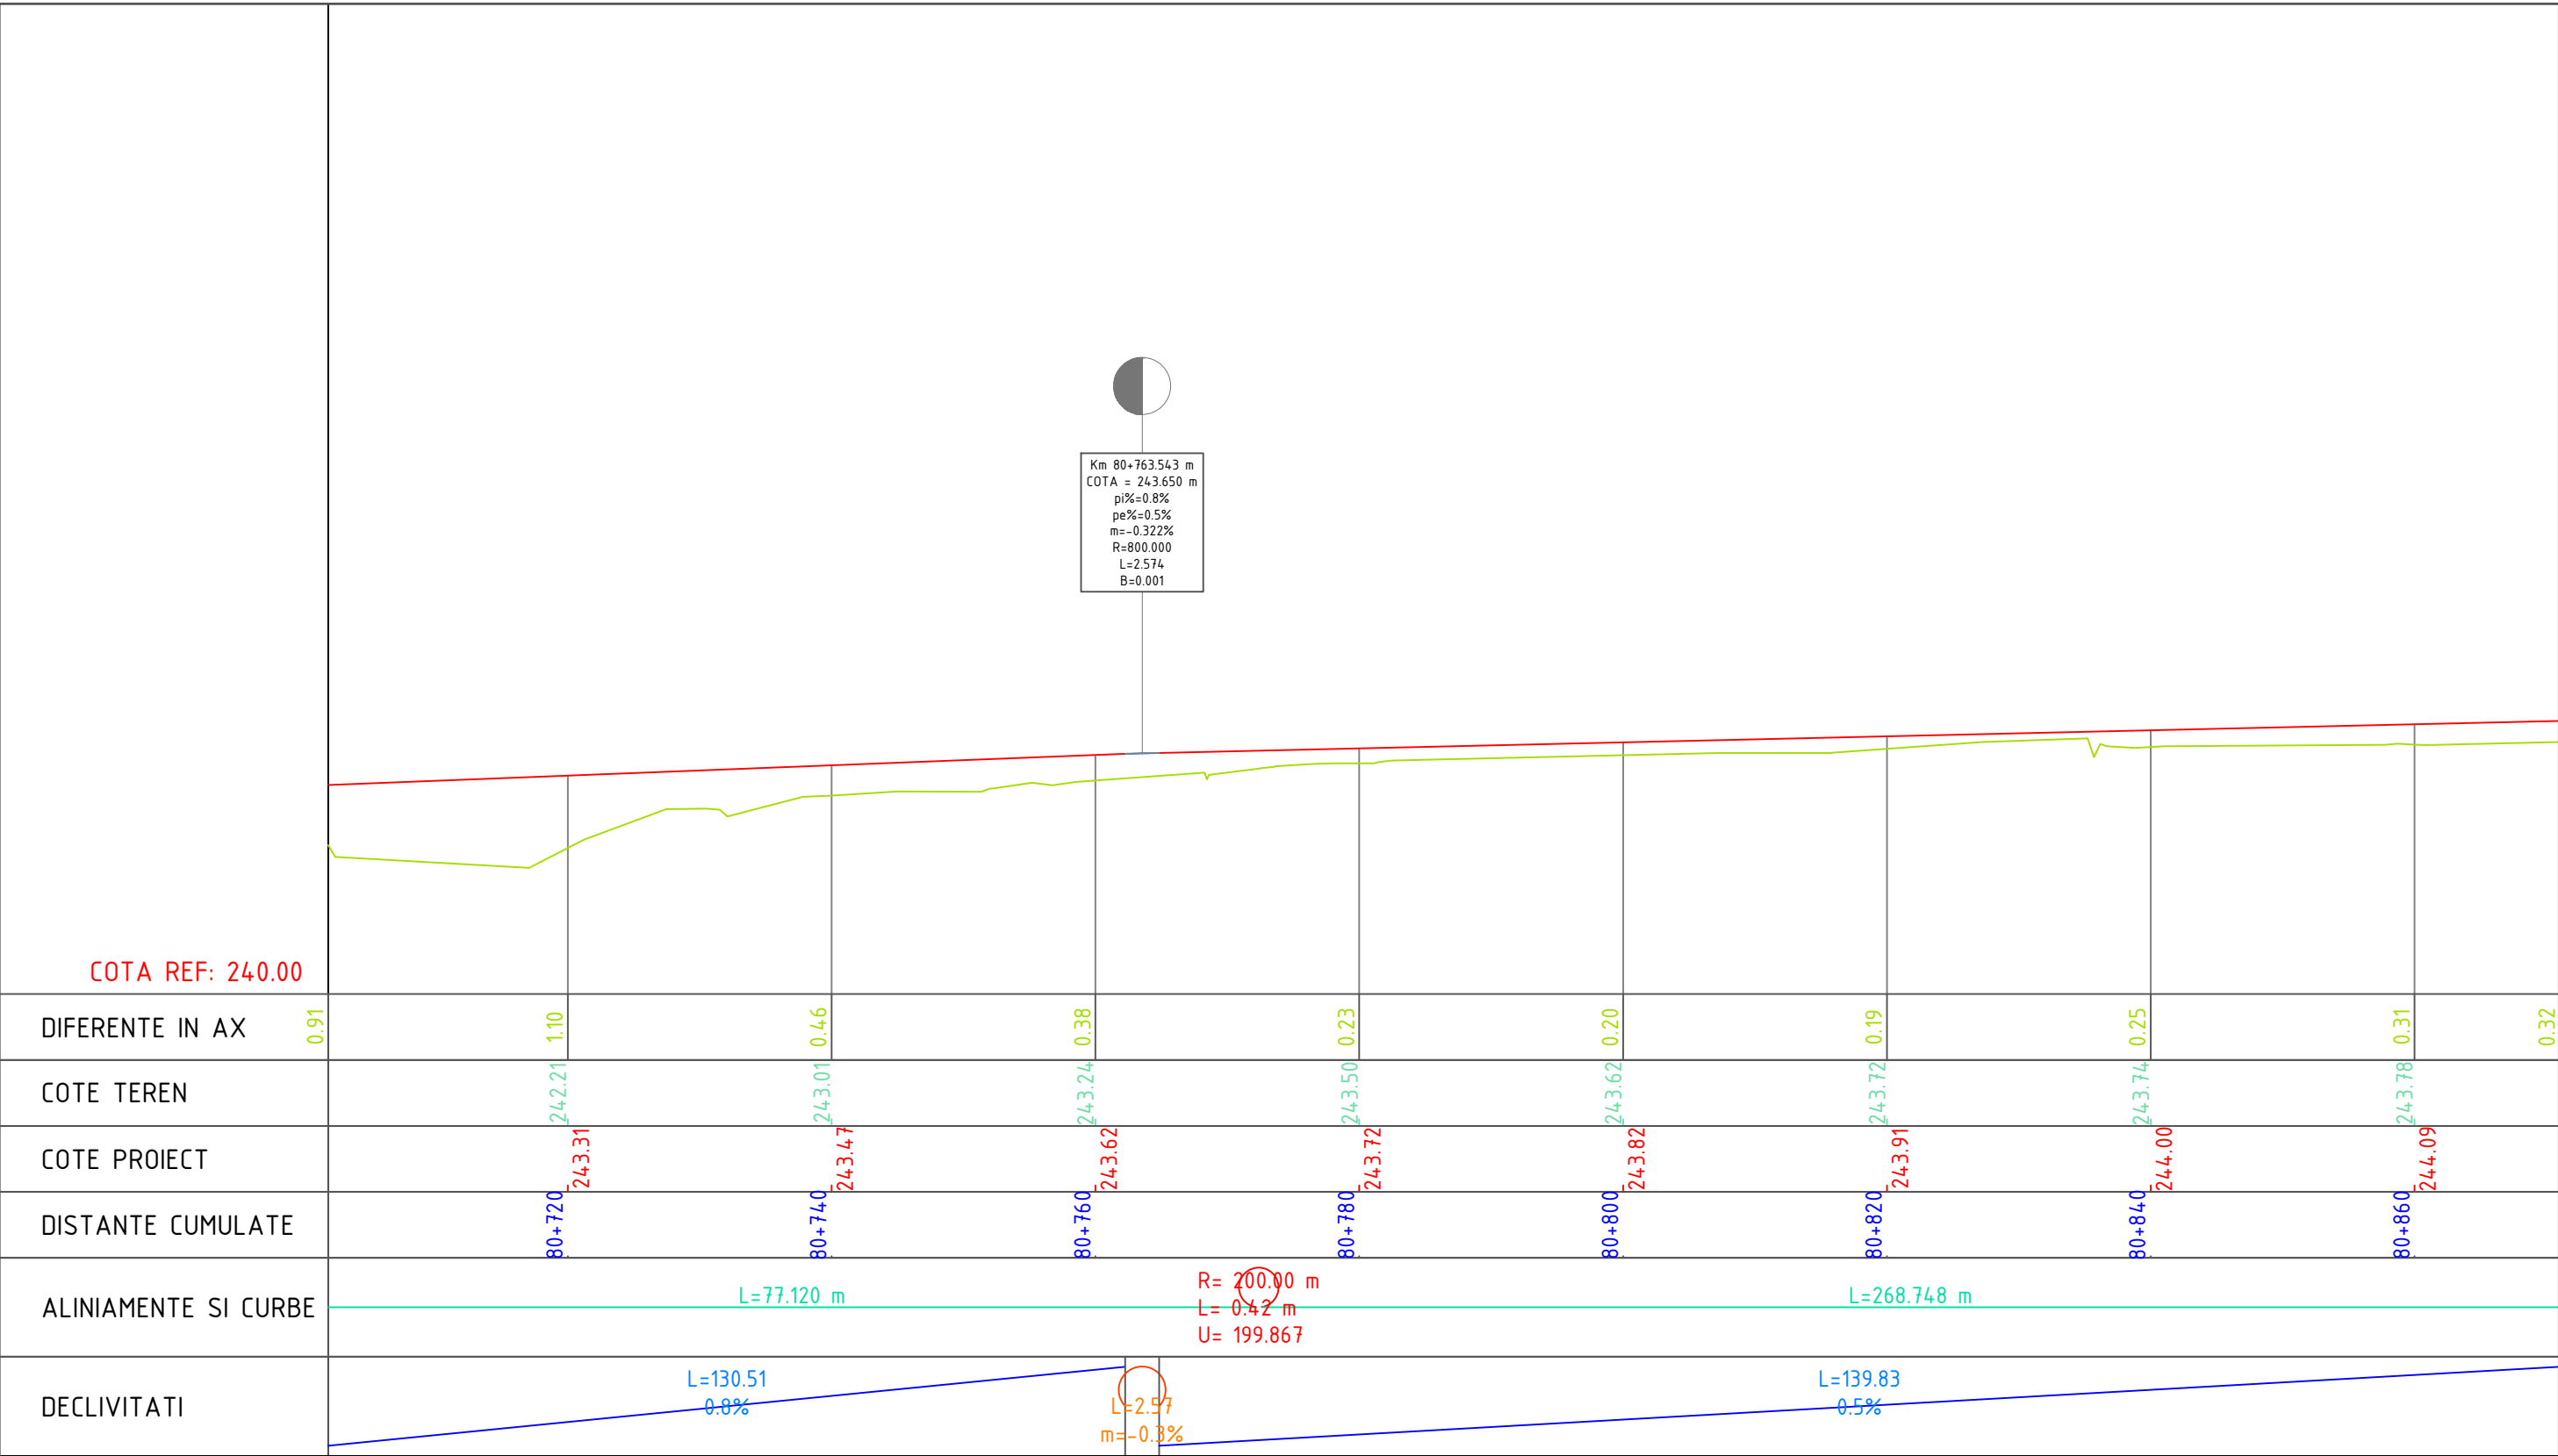 Km 80+763.543 m
COTA = 243.650 m
pi%=0.8%
pe%=0.5%
m=-0.322%
R=800.000
L=2.574
B=0.001
COTA REF: 240.00
DIFERENTE IN AX
0.91
1.10
0.46
0.38
0.23
0.20
0.19
0.25
0.31
0.32
COTE TEREN
242.21
243.01
243.24
243.50
243.62
243.72
243.74
243.78
COTE PROIECT
243.31
243.47
243.62
243.72
243.82
243.91
244.00
244.09
DISTANTE CUMULATE
80+720
80+740
80+760
80+780
80+800
80+820
80+840
80+860
ALINIAMENTE SI CURBE
L=77.120 m
R= 200.00 m
L= 0.42 m
U= 199.867
L=268.748 m
DECLIVITATI
L=130.51
0.8%
L=2.57
m=-0.3%
L=139.83
0.5%